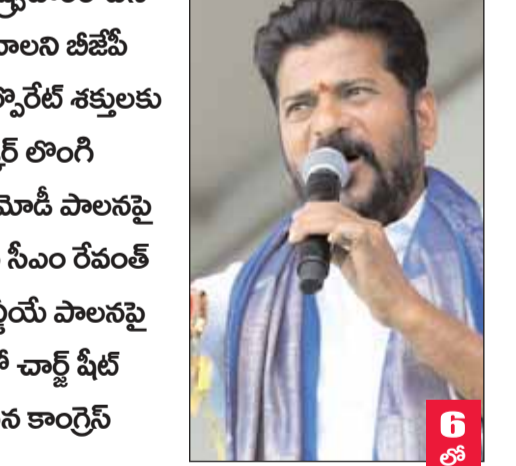 వాలని బీజేపీ
ర్పొరేట్ శక్తులకు
లొంగి
మోడీ పాలనపై
సీఎం రేవంత్
పాలనపై
చార్జ్ షీట్
కాంగ్రెస్
6
లో